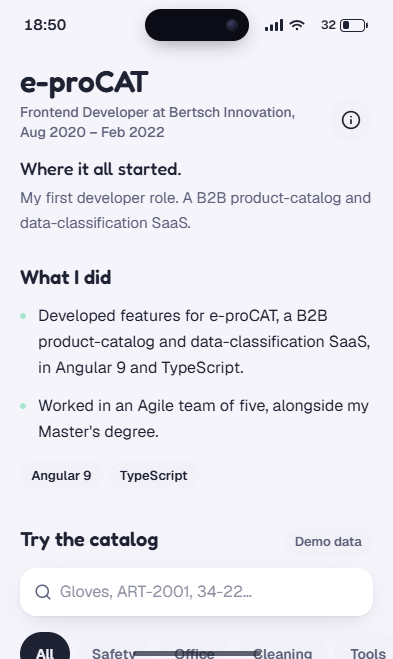 18:50
32
e-proCAT
Frontend Developer at Bertsch Innovation,
Aug 2020 – Feb 2022
Where it all started.
My first developer role. A B2B product-catalog and
data-classification SaaS.
What I did
Developed features for e-proCAT, a B2B
product-catalog and data-classification SaaS,
in Angular 9 and TypeScript.
Worked in an Agile team of five, alongside my
Master's degree.
Angular 9 TypeScript
Try the catalog Demo data
Gloves, ART-2001, 34-22…
All Safety Office Cleaning Tools